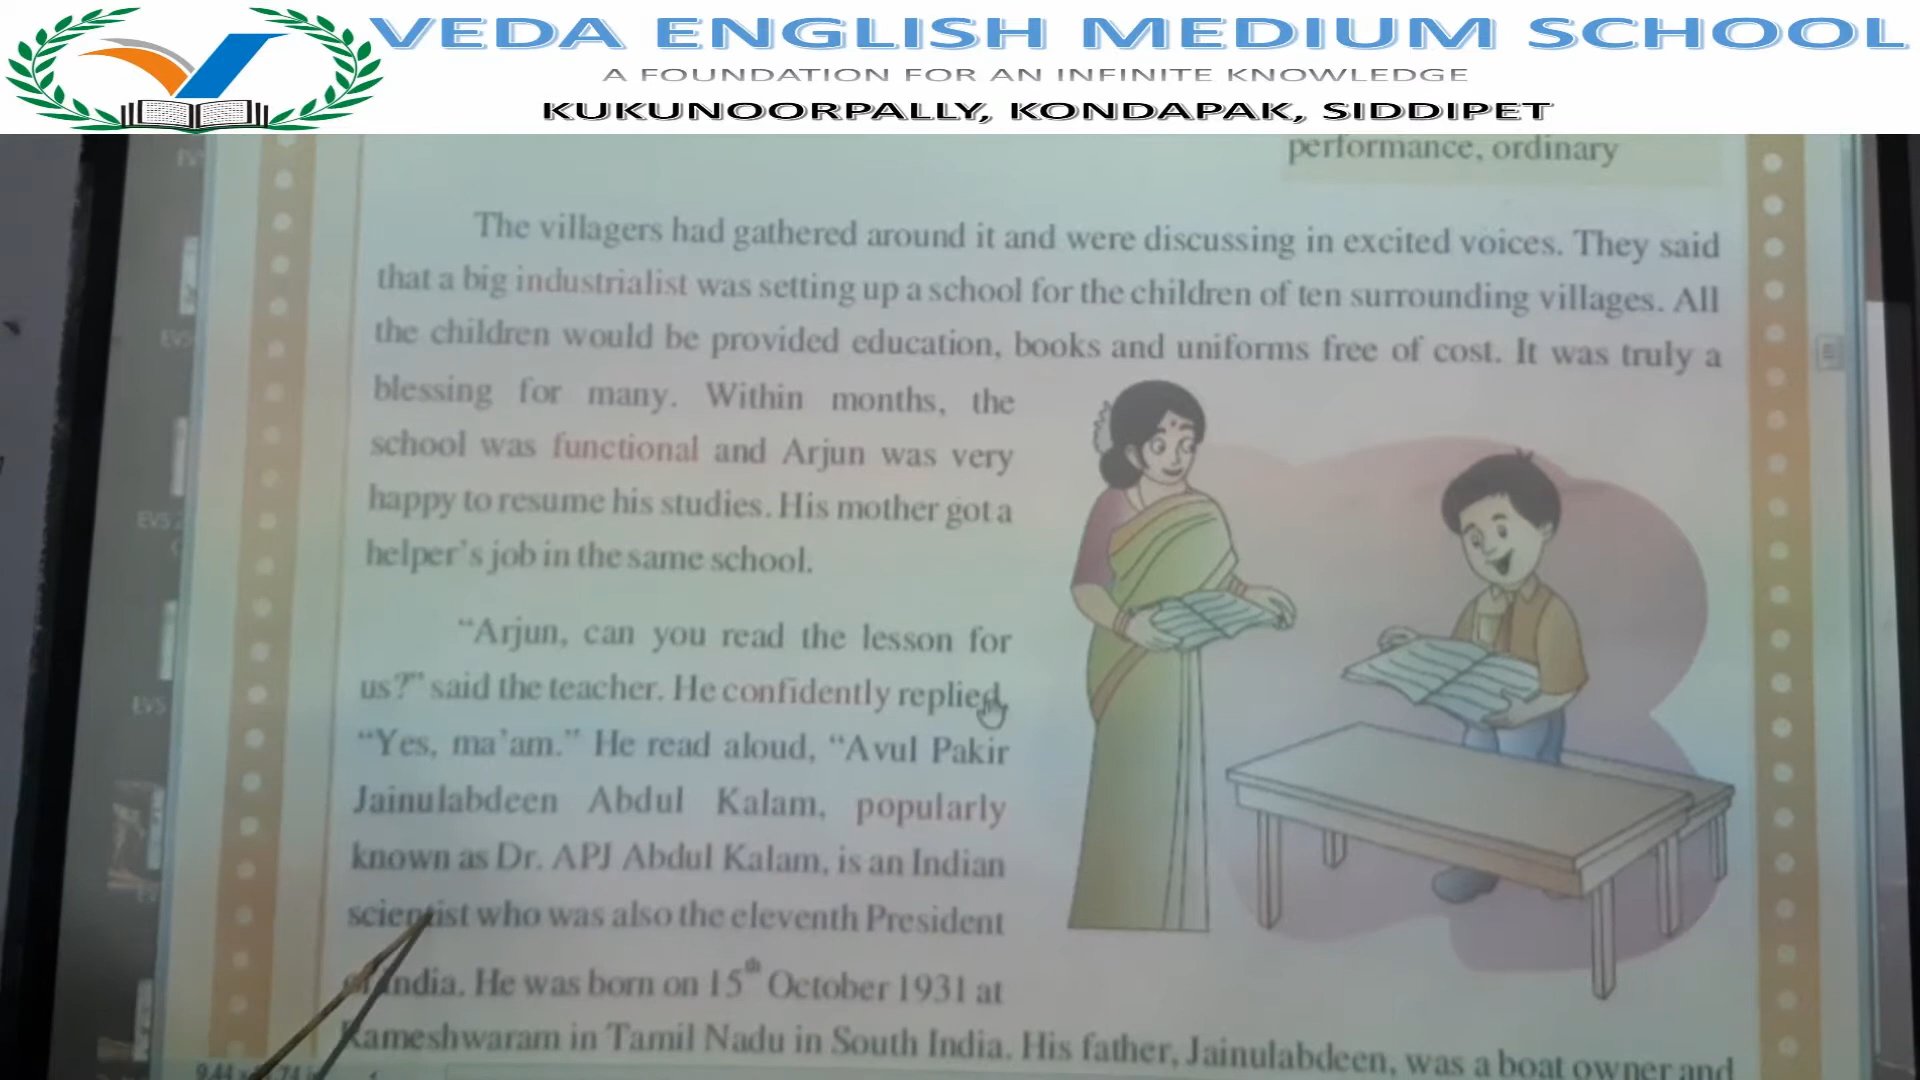 VEDA ENGLISH MEDIUM SCHOOL
A FOUNDATION FOR AN INFINITE KNOWLEDGE
KUKUNOORPALLY, KONDAPAK, SIDDIPET
performance, ordinary
The villagers had gathered around it and were discussing in excited voices. They said
that a big industrialist was setting up a school for the children of ten surrounding villages. All
the children would be provided education, books and uniforms free of cost. It was truly a
blessing for many. Within months, the
school was functional and Arjun was very
happy to resume his studies. His mother got a
helper's job in the same school.
"Arjun, can you read the lesson for
us?" said the teacher. He confidently replied,
"Yes, ma'am." He read aloud, "Avul Pakir
Jainulabdeen Abdul Kalam, popularly
known as Dr. APJ Abdul Kalam, is an Indian
scientist who was also the eleventh President
of India. He was born on 15th October 1931 at
Rameshwaram in Tamil Nadu in South India. His father, Jainulabdeen, was a boat owner and